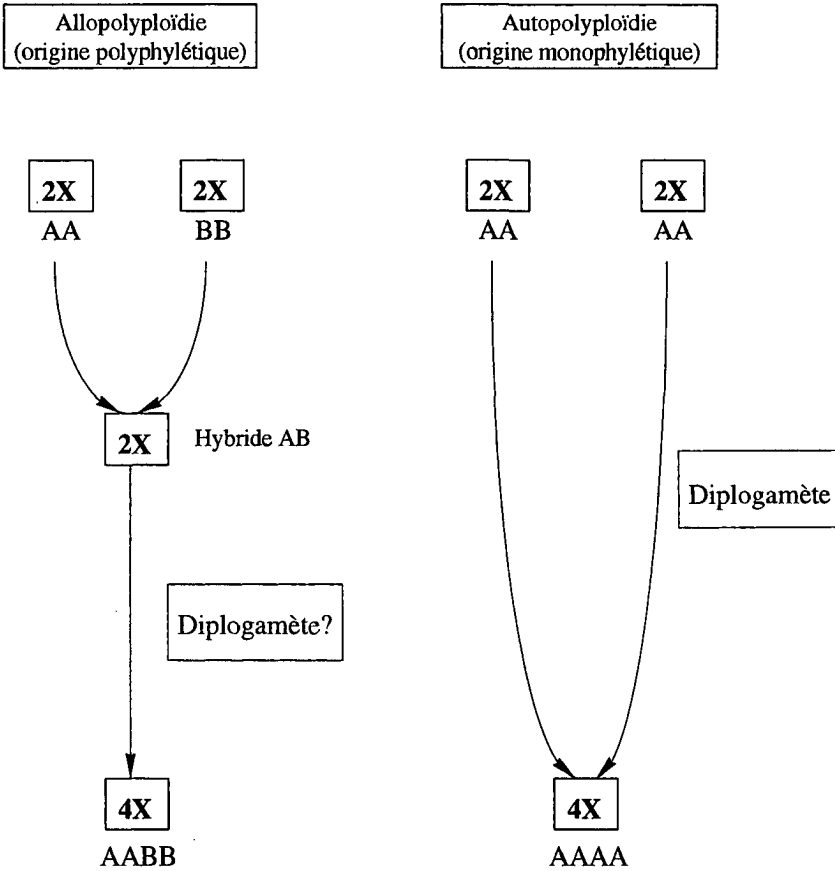 Allopolyploïdie
(origine polyphylétique)
2X
2X
AA
BB
2X
Hybride AB
Diplogamète?
4X
AABB
Autopolyploïdie
(origine monophylétique)
2X
2X
AA
AA
Diplogamète
4X
AAAA